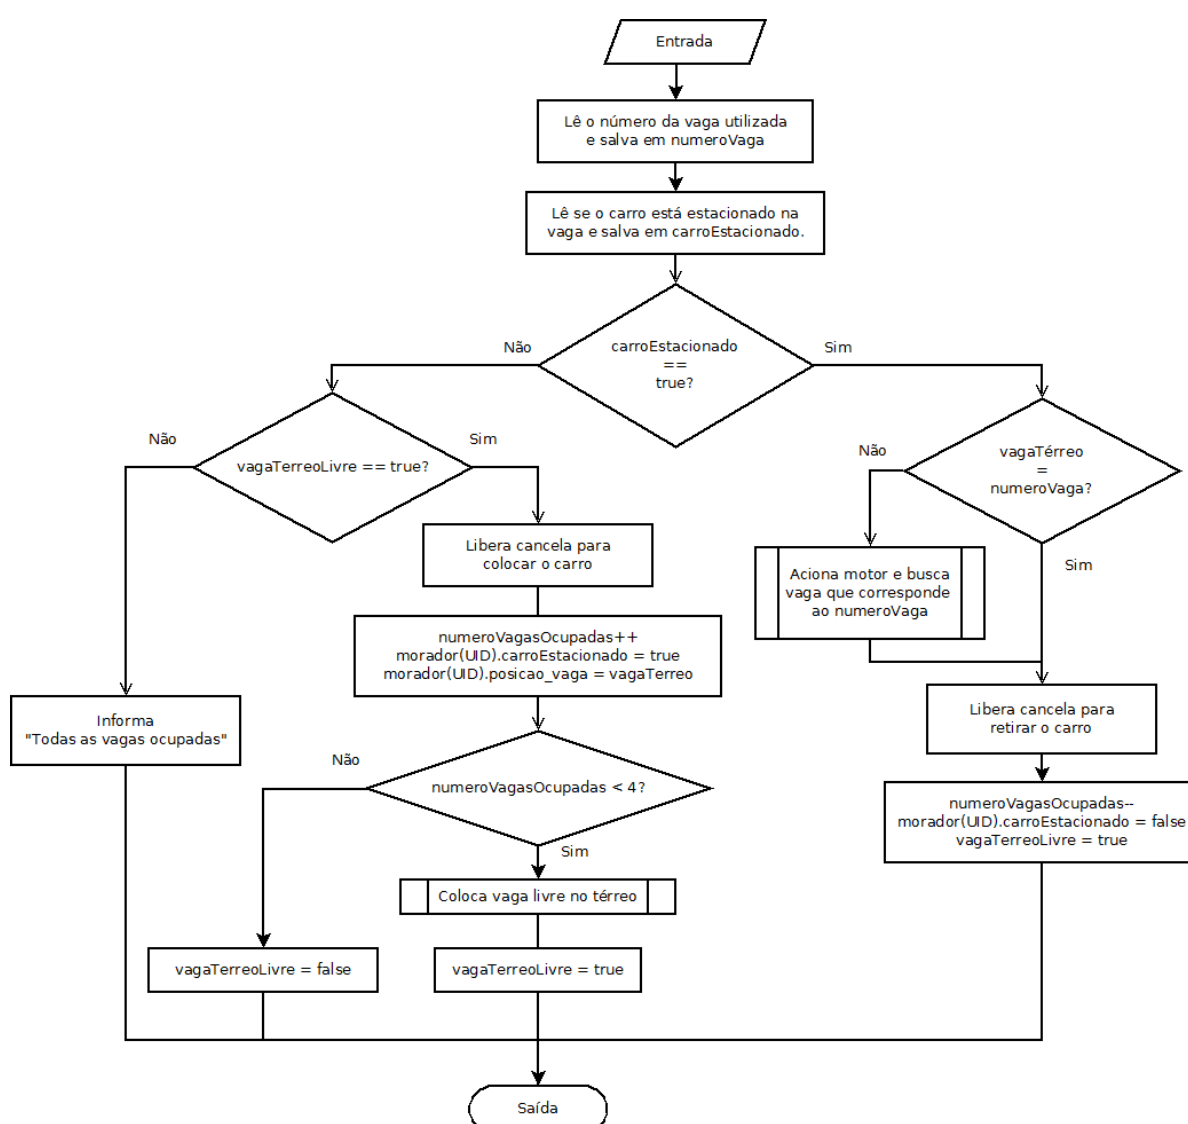 Entrada
Lê o número da vaga utilizada
e salva em numeroVaga
Lê se o carro está estacionado na
vaga e salva em carroEstacionado.
Não
carroEstacionado
==
true?
Sim
Não
vagaTerreoLivre == true?
Sim
Não
vagaTérreo
=
numeroVaga?
Sim
Libera cancela para
colocar o carro
Aciona motor e busca
vaga que corresponde
ao numeroVaga
numeroVagasOcupadas++
morador(UID).carroEstacionado = true
morador(UID).posicao_vaga = vagaTerreo
Informa
"Todas as vagas ocupadas"
Libera cancela para
retirar o carro
Não
numeroVagasOcupadas < 4?
Sim
numeroVagasOcupadas--
morador(UID).carroEstacionado = false
vagaTerreoLivre = true
Coloca vaga livre no térreo
vagaTerreoLivre = false
vagaTerreoLivre = true
Saída